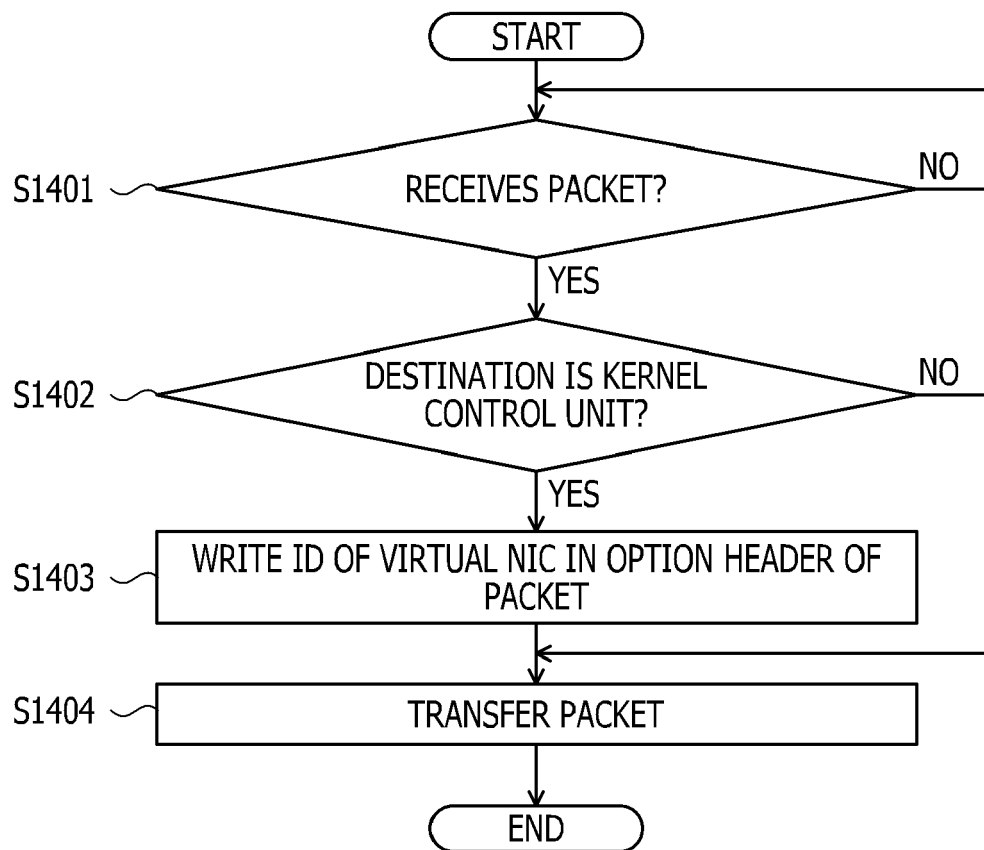 START
S1401
RECEIVES PACKET?
NO
YES
S1402
DESTINATION IS KERNEL
CONTROL UNIT?
NO
YES
S1403
WRITE ID OF VIRTUAL NIC IN OPTION HEADER OF
PACKET
S1404
TRANSFER PACKET
END